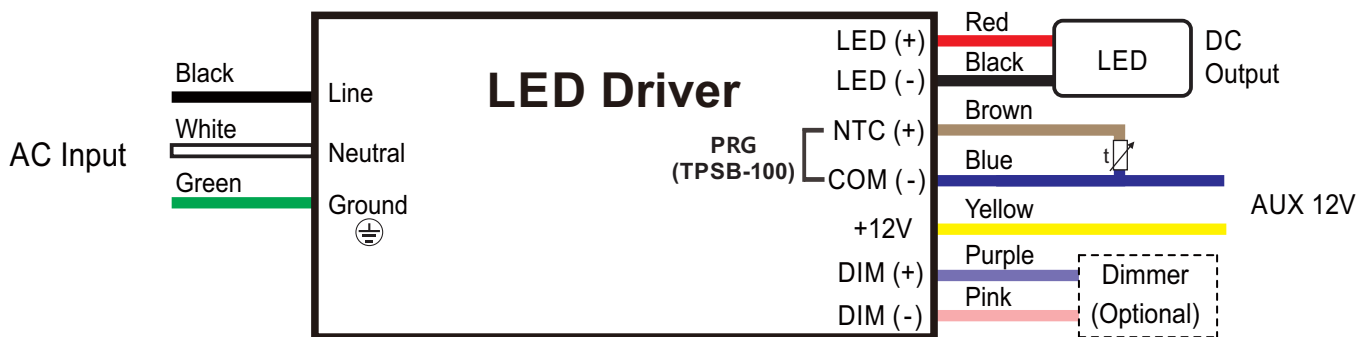 AC Input
Black
Line
White
Neutral
Green
Ground
LED Driver
PRG
(TPSB-100)
LED (+)
Red
LED (-)
Black
LED
DC
Output
NTC (+)
Brown
t
COM (-)
Blue
+12V
Yellow
AUX 12V
DIM (+)
Purple
DIM (-)
Pink
Dimmer
(Optional)